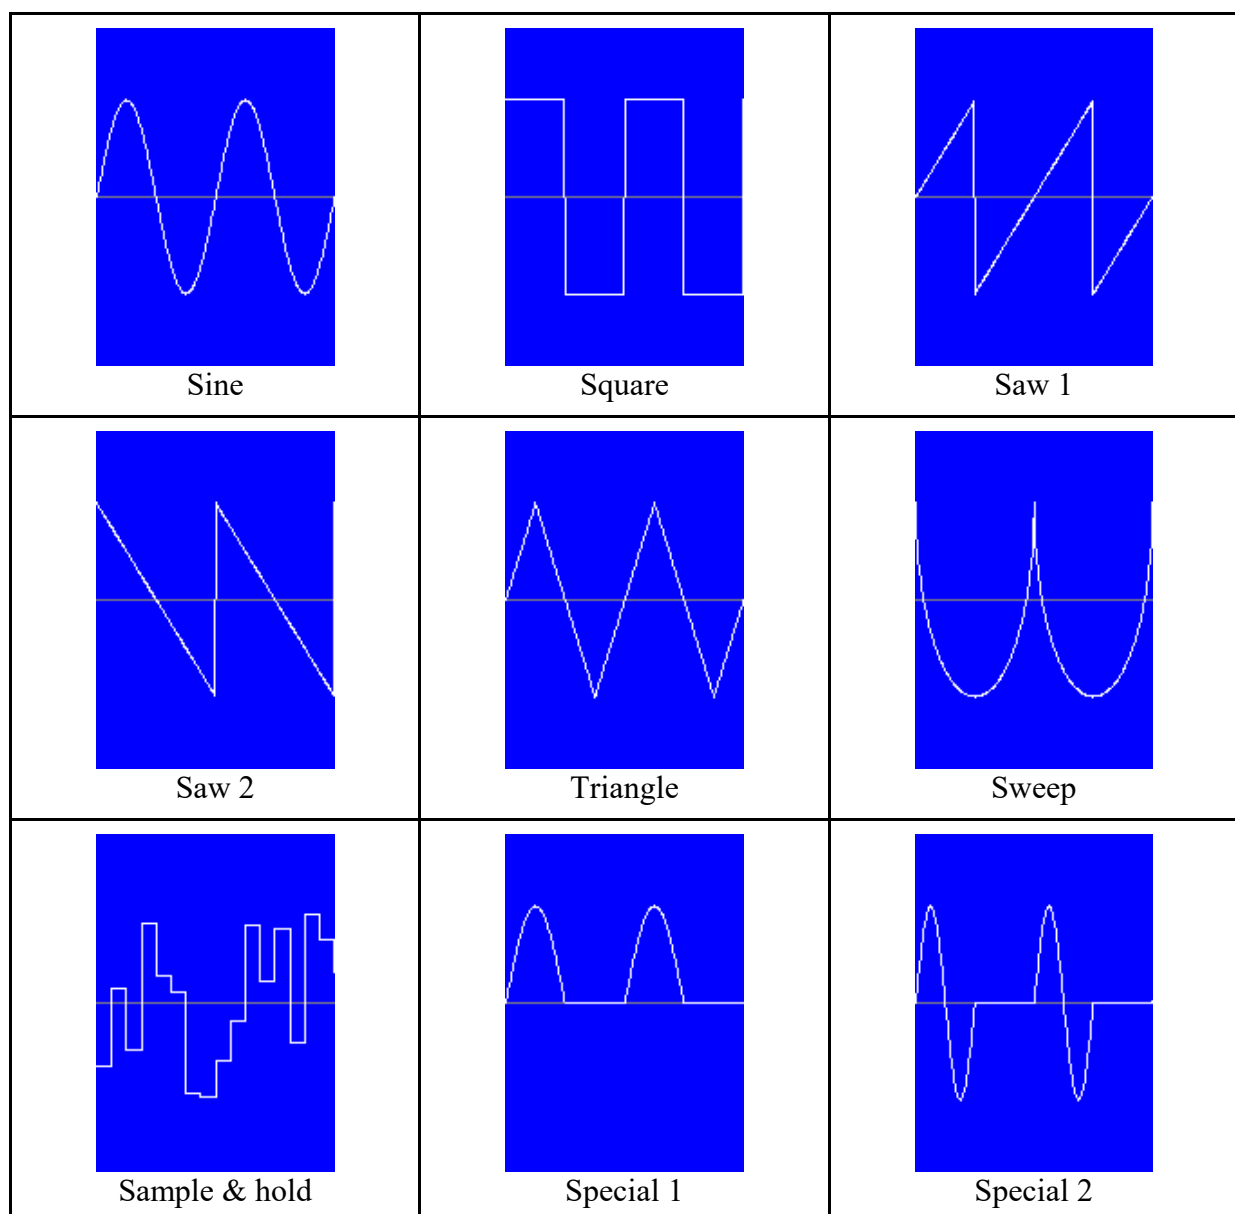 Sine
Square
Saw 1
Saw 2
Triangle
Sweep
Sample & hold
Special 1
Special 2